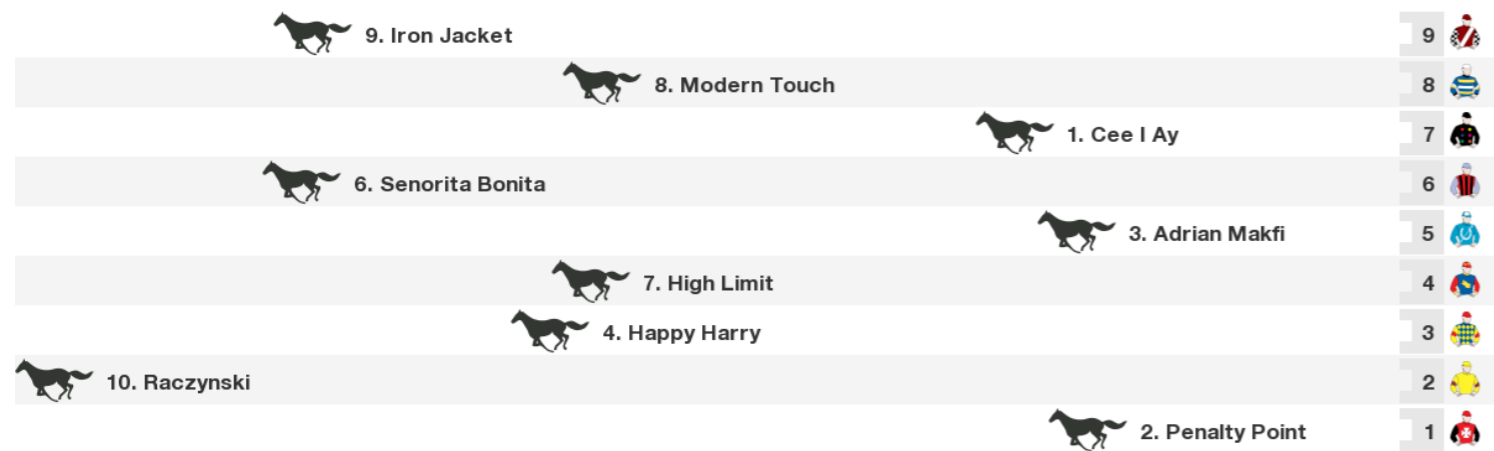 9. Iron Jacket 9
8. Modern Touch 8
1. Cee I Ay 7
6. Senorita Bonita 6
3. Adrian Makfi 5
7. High Limit 4
4. Happy Harry 3
10. Raczynski 2
2. Penalty Point 1